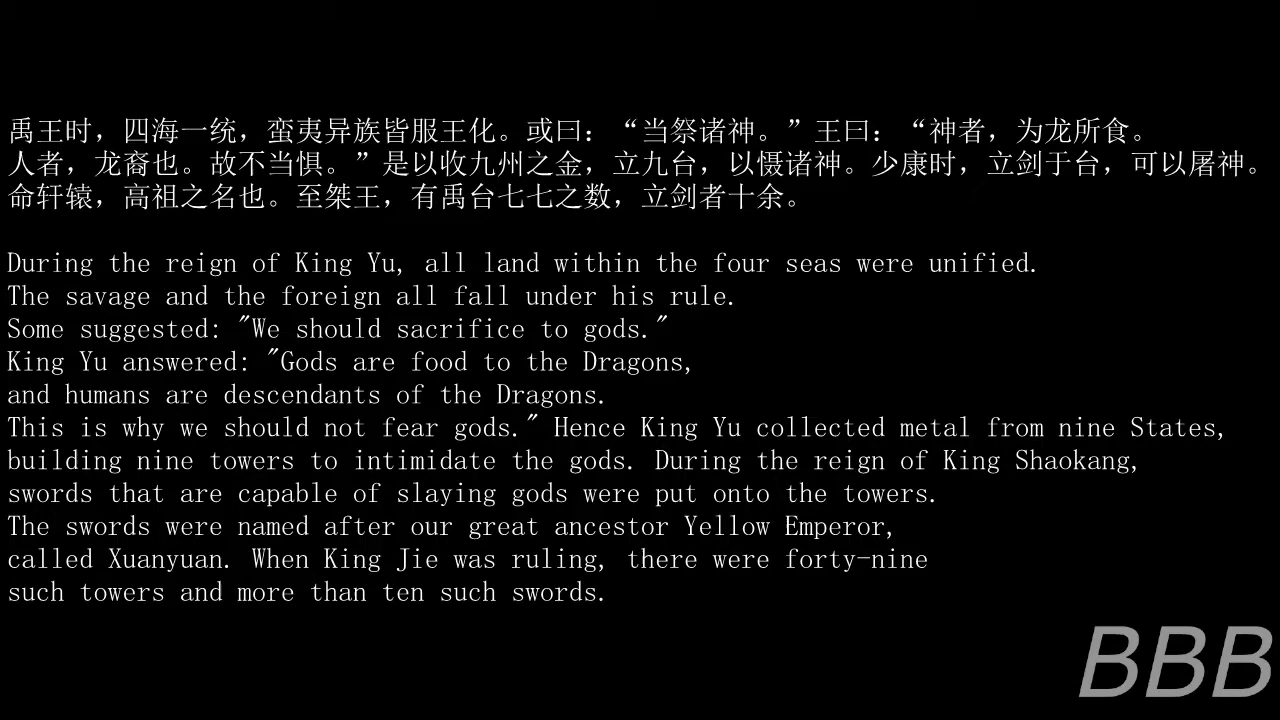 禹王时，四海一统，蛮夷异族皆服王化。或曰：“当祭诸神。”王曰：“神者，为龙所食。
人者，龙裔也。故不当惧。”是以收九州之金，立九台，以慑诸神。少康时，立剑于台，可以屠神。
命轩辕，高祖之名也。至桀王，有禹台七七之数，立剑者十余。
During the reign of King Yu, all land within the four seas were unified.
The savage and the foreign all fall under his rule.
Some suggested: "We should sacrifice to gods."
King Yu answered: "Gods are food to the Dragons,
and humans are descendants of the Dragons.
This is why we should not fear gods." Hence King Yu collected metal from nine States,
building nine towers to intimidate the gods. During the reign of King Shaokang,
swords that are capable of slaying gods were put onto the towers.
The swords were named after our great ancestor Yellow Emperor,
called Xuanyuan. When King Jie was ruling, there were forty-nine
such towers and more than ten such swords.
BBB